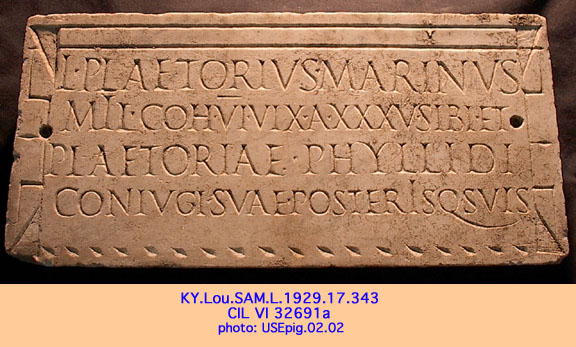 L·PLAETORIVS·MARINVS
MIL·COH·VI·VIX·A·XXXV·SIBI·ET
PLAETORIAE·PHYLLIDI
CONIVGI·SVAE POSTERISQ SVIS
KY.Lou.SAM.L.1929.17.343
CIL VI 32691a
photo: USEpig.02.02